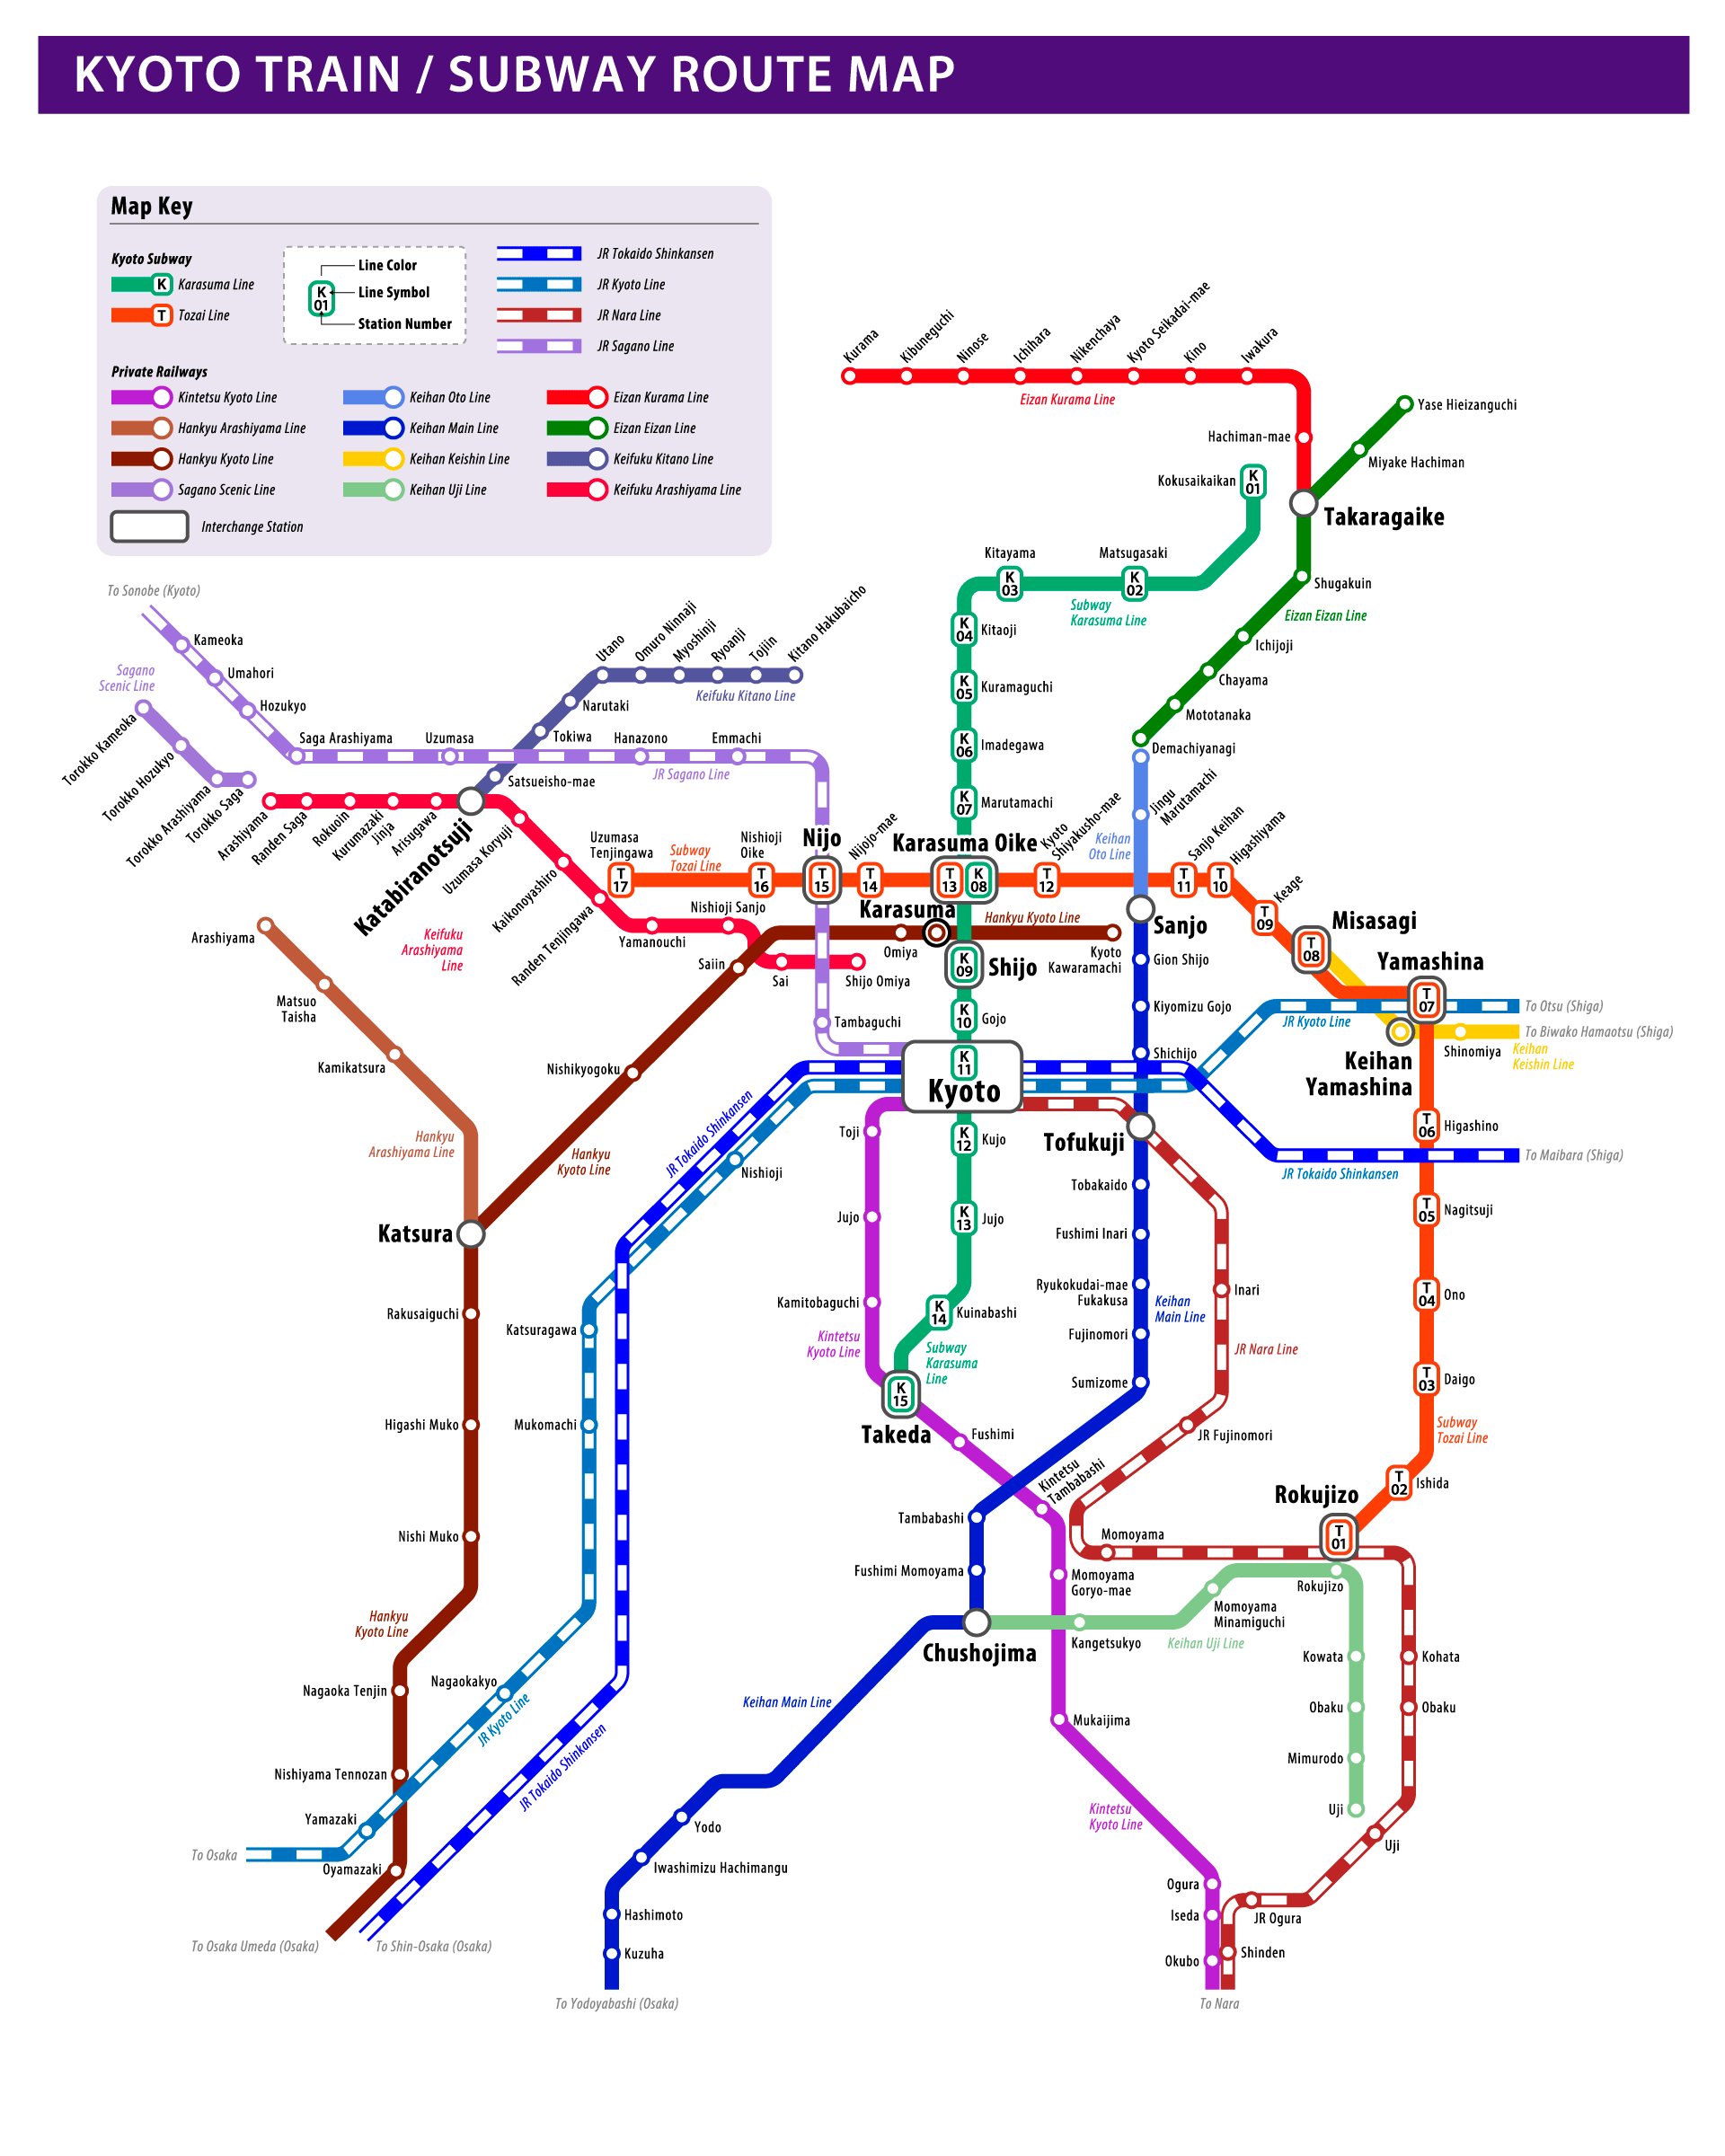 KYOTO TRAIN / SUBWAY ROUTE MAP
Map Key
Kyoto Subway
K
Karasuma Line
T
Tozai Line
K
01
Line Color
Line Symbol
Station Number
JR Tokaido Shinkansen
JR Kyoto Line
JR Nara Line
JR Sagano Line
Private Railways
Kintetsu Kyoto Line
Hankyu Arashiyama Line
Hankyu Kyoto Line
Sagano Scenic Line
Keihan Oto Line
Keihan Main Line
Keihan Keishin Line
Keihan Uji Line
Eizan Kurama Line
Eizan Eizan Line
Keifuku Kitano Line
Keifuku Arashiyama Line
Interchange Station
Kurama
Kibuneguchi
Ninose
Ichihara
Nikenchaya
Kyoto Seikadai-mae
Kino
Iwakura
Eizan Kurama Line
Hachiman-mae
Yase Hieizanguchi
Miyake Hachiman
Takaragaike
Shugakuin
Eizan Eizan Line
Ichijoji
Chayama
Mototanaka
Demachiyanagi
Kokusaikaikan
K
01
Matsugasaki
K
02
Kitayama
K
03
Subway
Karasuma Line
K
04
Kitaoji
K
05
Kuramaguchi
K
06
Imadegawa
K
07
Marutamachi
To Sonobe (Kyoto)
Kameoka
Umahori
Hozukyo
Sagano
Scenic Line
Torokko Kameoka
Torokko Hozukyo
Torokko Arashiyama
Torokko Saga
Saga Arashiyama
Uzumasa
Hanazono
Emmachi
JR Sagano Line
Utano
Omuro Ninnaji
Myoshinji
Ryoanji
Tojiin
Kitano Hakubaicho
Keifuku Kitano Line
Narutaki
Tokiwa
Satsueisho-mae
Arashiyama
Randen Saga
Rokuoin
Kurumazaki
Jinja
Arisugawa
Katabiranotsuji
Uzumasa Koryuji
Kaikonoyashiro
Randen Tenjingawa
Keifuku
Arashiyama
Line
Yamanouchi
Nishioji Sanjo
Sai
Shijo Omiya
Uzumasa
Tenjingawa
T
17
Subway
Tozai Line
Nishioji
Oike
T
16
Nijo
T
15
Nijojo-mae
T
14
Karasuma Oike
T
13
K
08
Kyoto
Shiyakusho-mae
T
12
Keihan
Oto Line
Jingu
Marutamachi
Sanjo Keihan
T
11
Higashiyama
T
10
Keage
T
09
Misasagi
T
08
Yamashina
T
07
Karasuma
Hankyu Kyoto Line
Omiya
Kyoto
Kawaramachi
Saiin
Sanjo
Gion Shijo
Kiyomizu Gojo
Shichijo
K
09
Shijo
K
10
Gojo
Tambaguchi
K
11
Kyoto
JR Kyoto Line
To Otsu (Shiga)
To Biwako Hamaotsu (Shiga)
Shinomiya
Keihan
Keishin Line
Keihan
Yamashina
Arashiyama
Matsuo
Taisha
Kamikatsura
Nishikyogoku
Hankyu
Arashiyama Line
Hankyu
Kyoto Line
JR Tokaido Shinkansen
Nishioji
Katsura
Toji
Jujo
Kamitobaguchi
Kintetsu
Kyoto Line
K
12
Kujo
K
13
Jujo
K
14
Kuinabashi
Subway
Karasuma
Line
K
15
Takeda
Tofukuji
Tobakaido
Fushimi Inari
Ryukokudai-mae
Fukakusa
Fujinomori
Sumizome
Keihan
Main Line
Inari
JR Nara Line
JR Fujinomori
JR Tokaido Shinkansen
To Maibara (Shiga)
T
06
Higashino
T
05
Nagitsuji
T
04
Ono
T
03
Daigo
Subway
Tozai Line
T
02
Ishida
Rokujizo
T
01
Rakusaiguchi
Higashi Muko
Nishi Muko
Katsuragawa
Mukomachi
Hankyu
Kyoto Line
Nagaoka Tenjin
Nagaokakyo
JR Kyoto Line
JR Tokaido Shinkansen
Nishiyama Tennozan
Yamazaki
To Osaka
Oyamazaki
To Osaka Umeda (Osaka)
To Shin-Osaka (Osaka)
Fushimi
Kintetsu
Tambabashi
Tambabashi
Fushimi Momoyama
Momoyama
Momoyama
Goryo-mae
Chushojima
Kangetsukyo
Momoyama
Minamiguchi
Keihan Uji Line
Rokujizo
Kowata
Obaku
Mimurodo
Uji
Kohata
Obaku
Uji
Keihan Main Line
Mukaijima
Kintetsu
Kyoto Line
Yodo
Iwashimizu Hachimangu
Hashimoto
Kuzuha
To Yodoyabashi (Osaka)
Ogura
Iseda
Okubo
JR Ogura
Shinden
To Nara